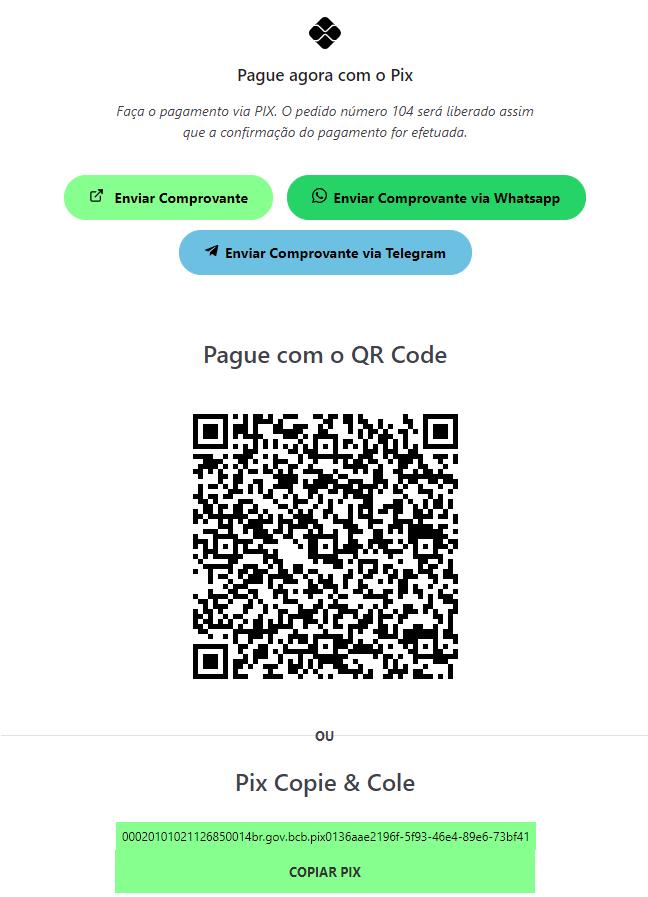 Pague agora com o Pix
Faça o pagamento via PIX. O pedido número 104 será liberado assim
que a confirmação do pagamento for efetuada.
Enviar Comprovante
Enviar Comprovante via Whatsapp
Enviar Comprovante via Telegram
Pague com o QR Code
OU
Pix Copie & Cole
00020101021126850014br.gov.bcb.pix0136aae2196f-5f93-46e4-89e6-73bf41
COPIAR PIX